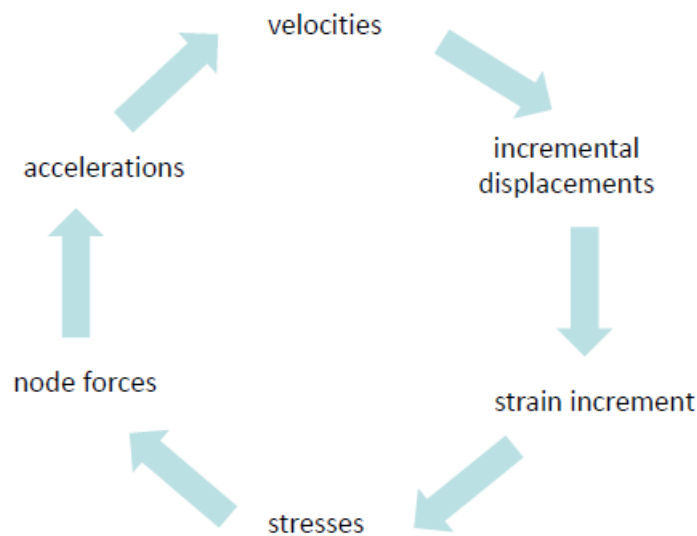 velocities
incremental
displacements
strain increment
stresses
node forces
accelerations